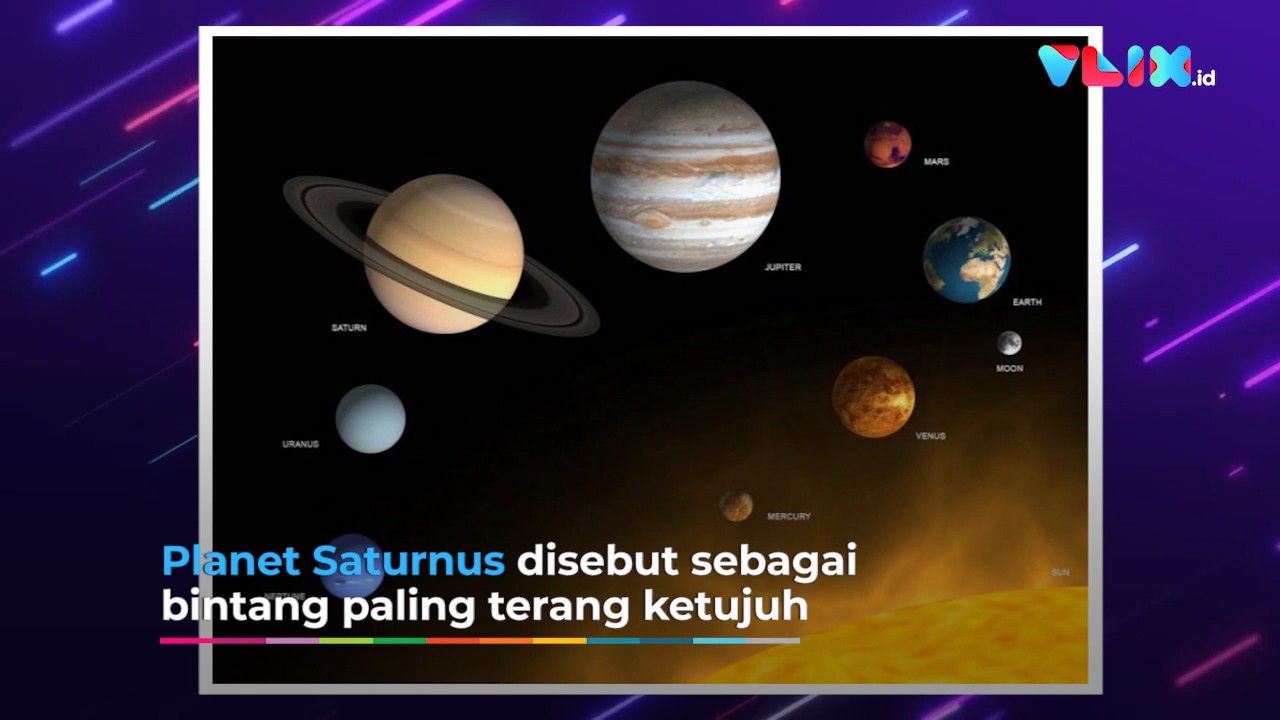 VLIX.id
MARS
JUPITER
EARTH
SATURN
MOON
VENUS
URANUS
MERCURY
SUN
NEPTUNE
Planet Saturnus disebut sebagai
bintang paling terang ketujuh